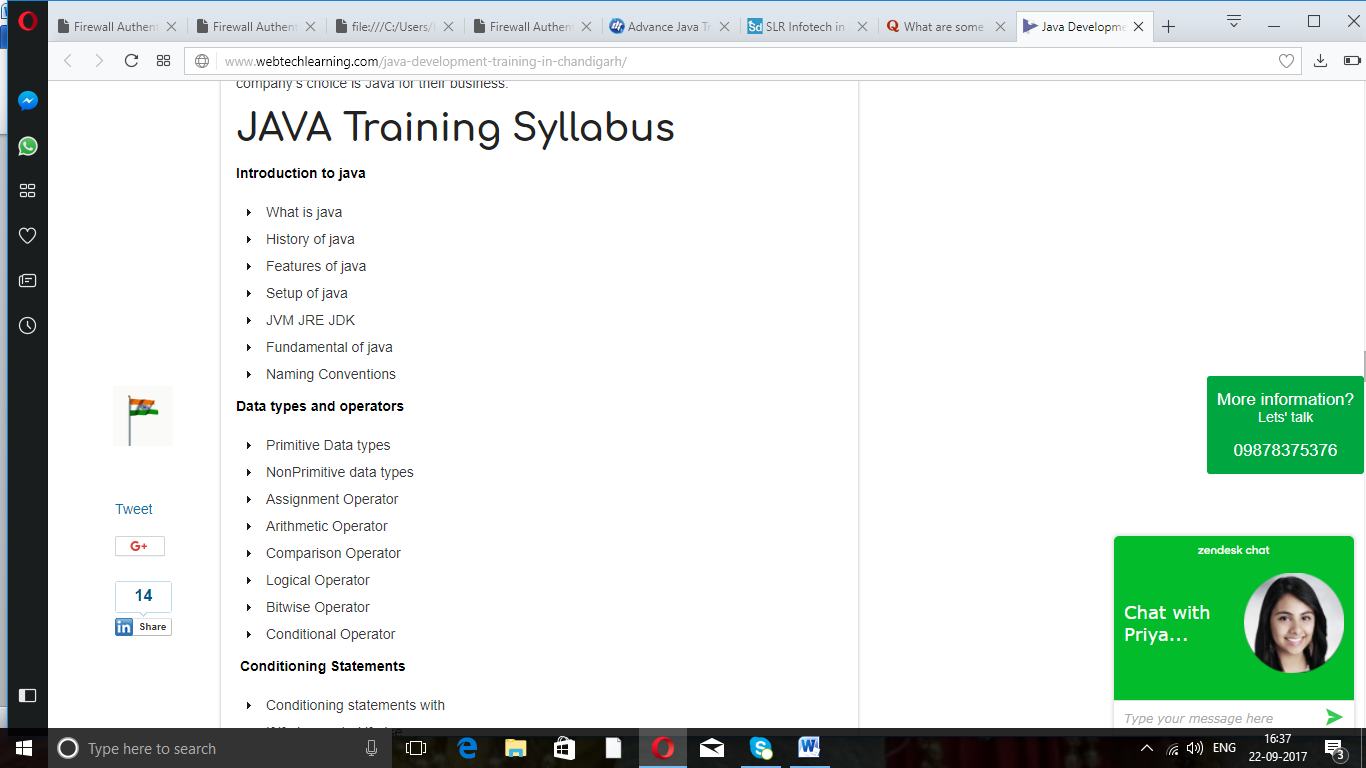 Firewall Authent
Firewall Authent
file:///C:/Users/
Firewall Authent
Advance Java Tr
SLR Infotech in
What are some
Java Developme
www.webtechlearning.com/java-development-training-in-chandigarh/
company's choice is Java for their business.
JAVA Training Syllabus
Introduction to java
What is java
History of java
Features of java
Setup of java
JVM JRE JDK
Fundamental of java
Naming Conventions
Data types and operators
Primitive Data types
NonPrimitive data types
Assignment Operator
Arithmetic Operator
Comparison Operator
Logical Operator
Bitwise Operator
Conditional Operator
Conditioning Statements
Conditioning statements with
Tweet
G+
14
in Share
More information?
Lets' talk
09878375376
zendesk chat
Chat with
Priya...
Type your message here
Type here to search
ENG
16:37
22-09-2017
3